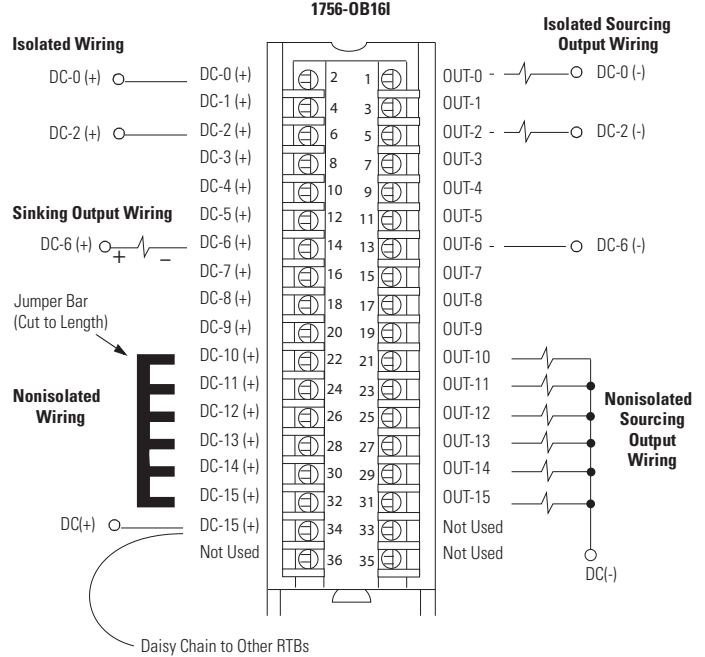 1756-OB16I
Isolated Wiring
Isolated Sourcing
Output Wiring
DC-0 (+)
DC-0 (+)
2
1
OUT-0
DC-0 (-)
DC-1 (+)
4
3
OUT-1
DC-2 (+)
DC-2 (+)
6
5
OUT-2
DC-2 (-)
DC-3 (+)
8
7
OUT-3
DC-4 (+)
10
9
OUT-4
Sinking Output Wiring
DC-5 (+)
12
11
OUT-5
DC-6 (+)
+
–
DC-6 (+)
14
13
OUT-6
DC-6 (-)
DC-7 (+)
16
15
OUT-7
Jumper Bar
(Cut to Length)
DC-8 (+)
18
17
OUT-8
DC-9 (+)
20
19
OUT-9
DC-10 (+)
22
21
OUT-10
Nonisolated
Wiring
DC-11 (+)
24
23
OUT-11
DC-12 (+)
26
25
OUT-12
DC-13 (+)
28
27
OUT-13
DC-14 (+)
30
29
OUT-14
DC-15 (+)
32
31
OUT-15
Nonisolated
Sourcing
Output
Wiring
DC(+)
DC-15 (+)
34
33
Not Used
Not Used
36
35
Not Used
DC(-)
Daisy Chain to Other RTBs